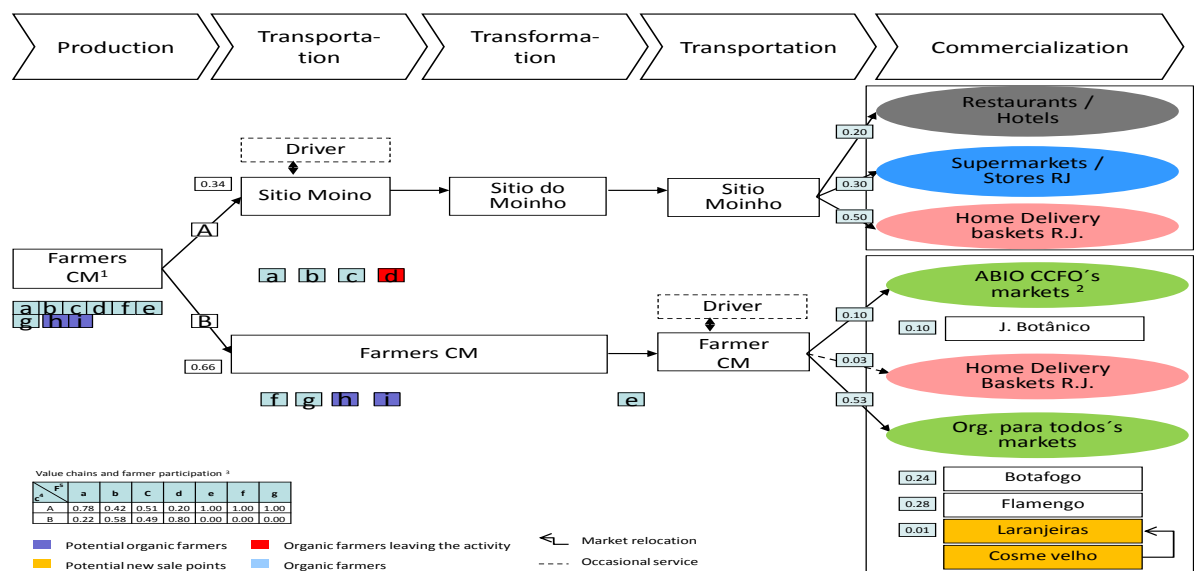 Production
Transporta-
tion
Transforma-
tion
Transportation
Commercialization
Restaurants /
Hotels
0.20
Driver
Supermarkets /
Stores RJ
0.34
Sitio Moino
Sitio do
Moinho
Sitio
Moinho
0.30
0.50
Home Delivery
baskets R.J.
A
Farmers
CM¹
a b c d
ABIO CCFO´s
markets ²
a b c d f e
g h i
B
Driver
0.10
0.10 J. Botânico
Farmers CM
Farmer
CM
0.66
0.03
Home Delivery
Baskets R.J.
f g h i e
0.53
Org. para todos´s
markets
Value chains and farmer participation ³
F⁵ c⁴ a b C d e f g
A 0.78 0.42 0.51 0.20 1.00 1.00 1.00
B 0.22 0.58 0.49 0.80 0.00 0.00 0.00
0.24 Botafogo
0.28 Flamengo
0.01 Laranjeiras
Cosme velho
Potential organic farmers
Organic farmers leaving the activity
Market relocation
Potential new sale points
Organic farmers
Occasional service